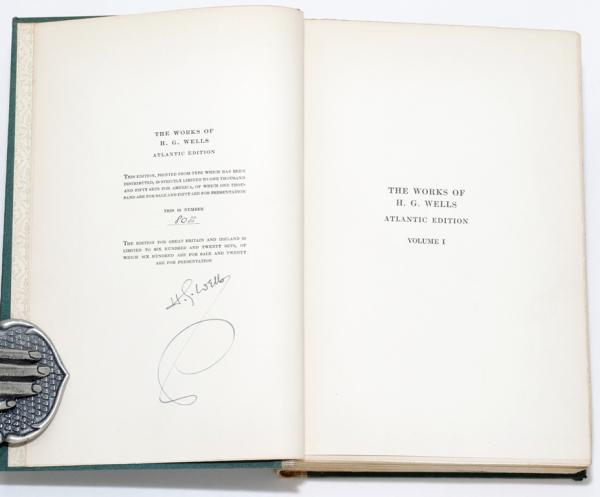 THE WORKS OF
H. G. WELLS
ATLANTIC EDITION
THIS EDITION, PRINTED FROM TYPE WHICH HAS BEEN
DISTRIBUTED, IS STRICTLY LIMITED TO ONE THOUSAND
AND FIFTY SETS FOR AMERICA, OF WHICH ONE THOUS-
AND ARE FOR SALE AND FIFTY ARE FOR PRESENTATION
THIS IS NUMBER
THE EDITION FOR GREAT BRITAIN AND IRELAND IS
LIMITED TO SIX HUNDRED AND TWENTY SETS, OF
WHICH SIX HUNDRED ARE FOR SALE AND TWENTY
ARE FOR PRESENTATION
H.G. Wells
THE WORKS OF
H. G. WELLS
ATLANTIC EDITION
VOLUME I